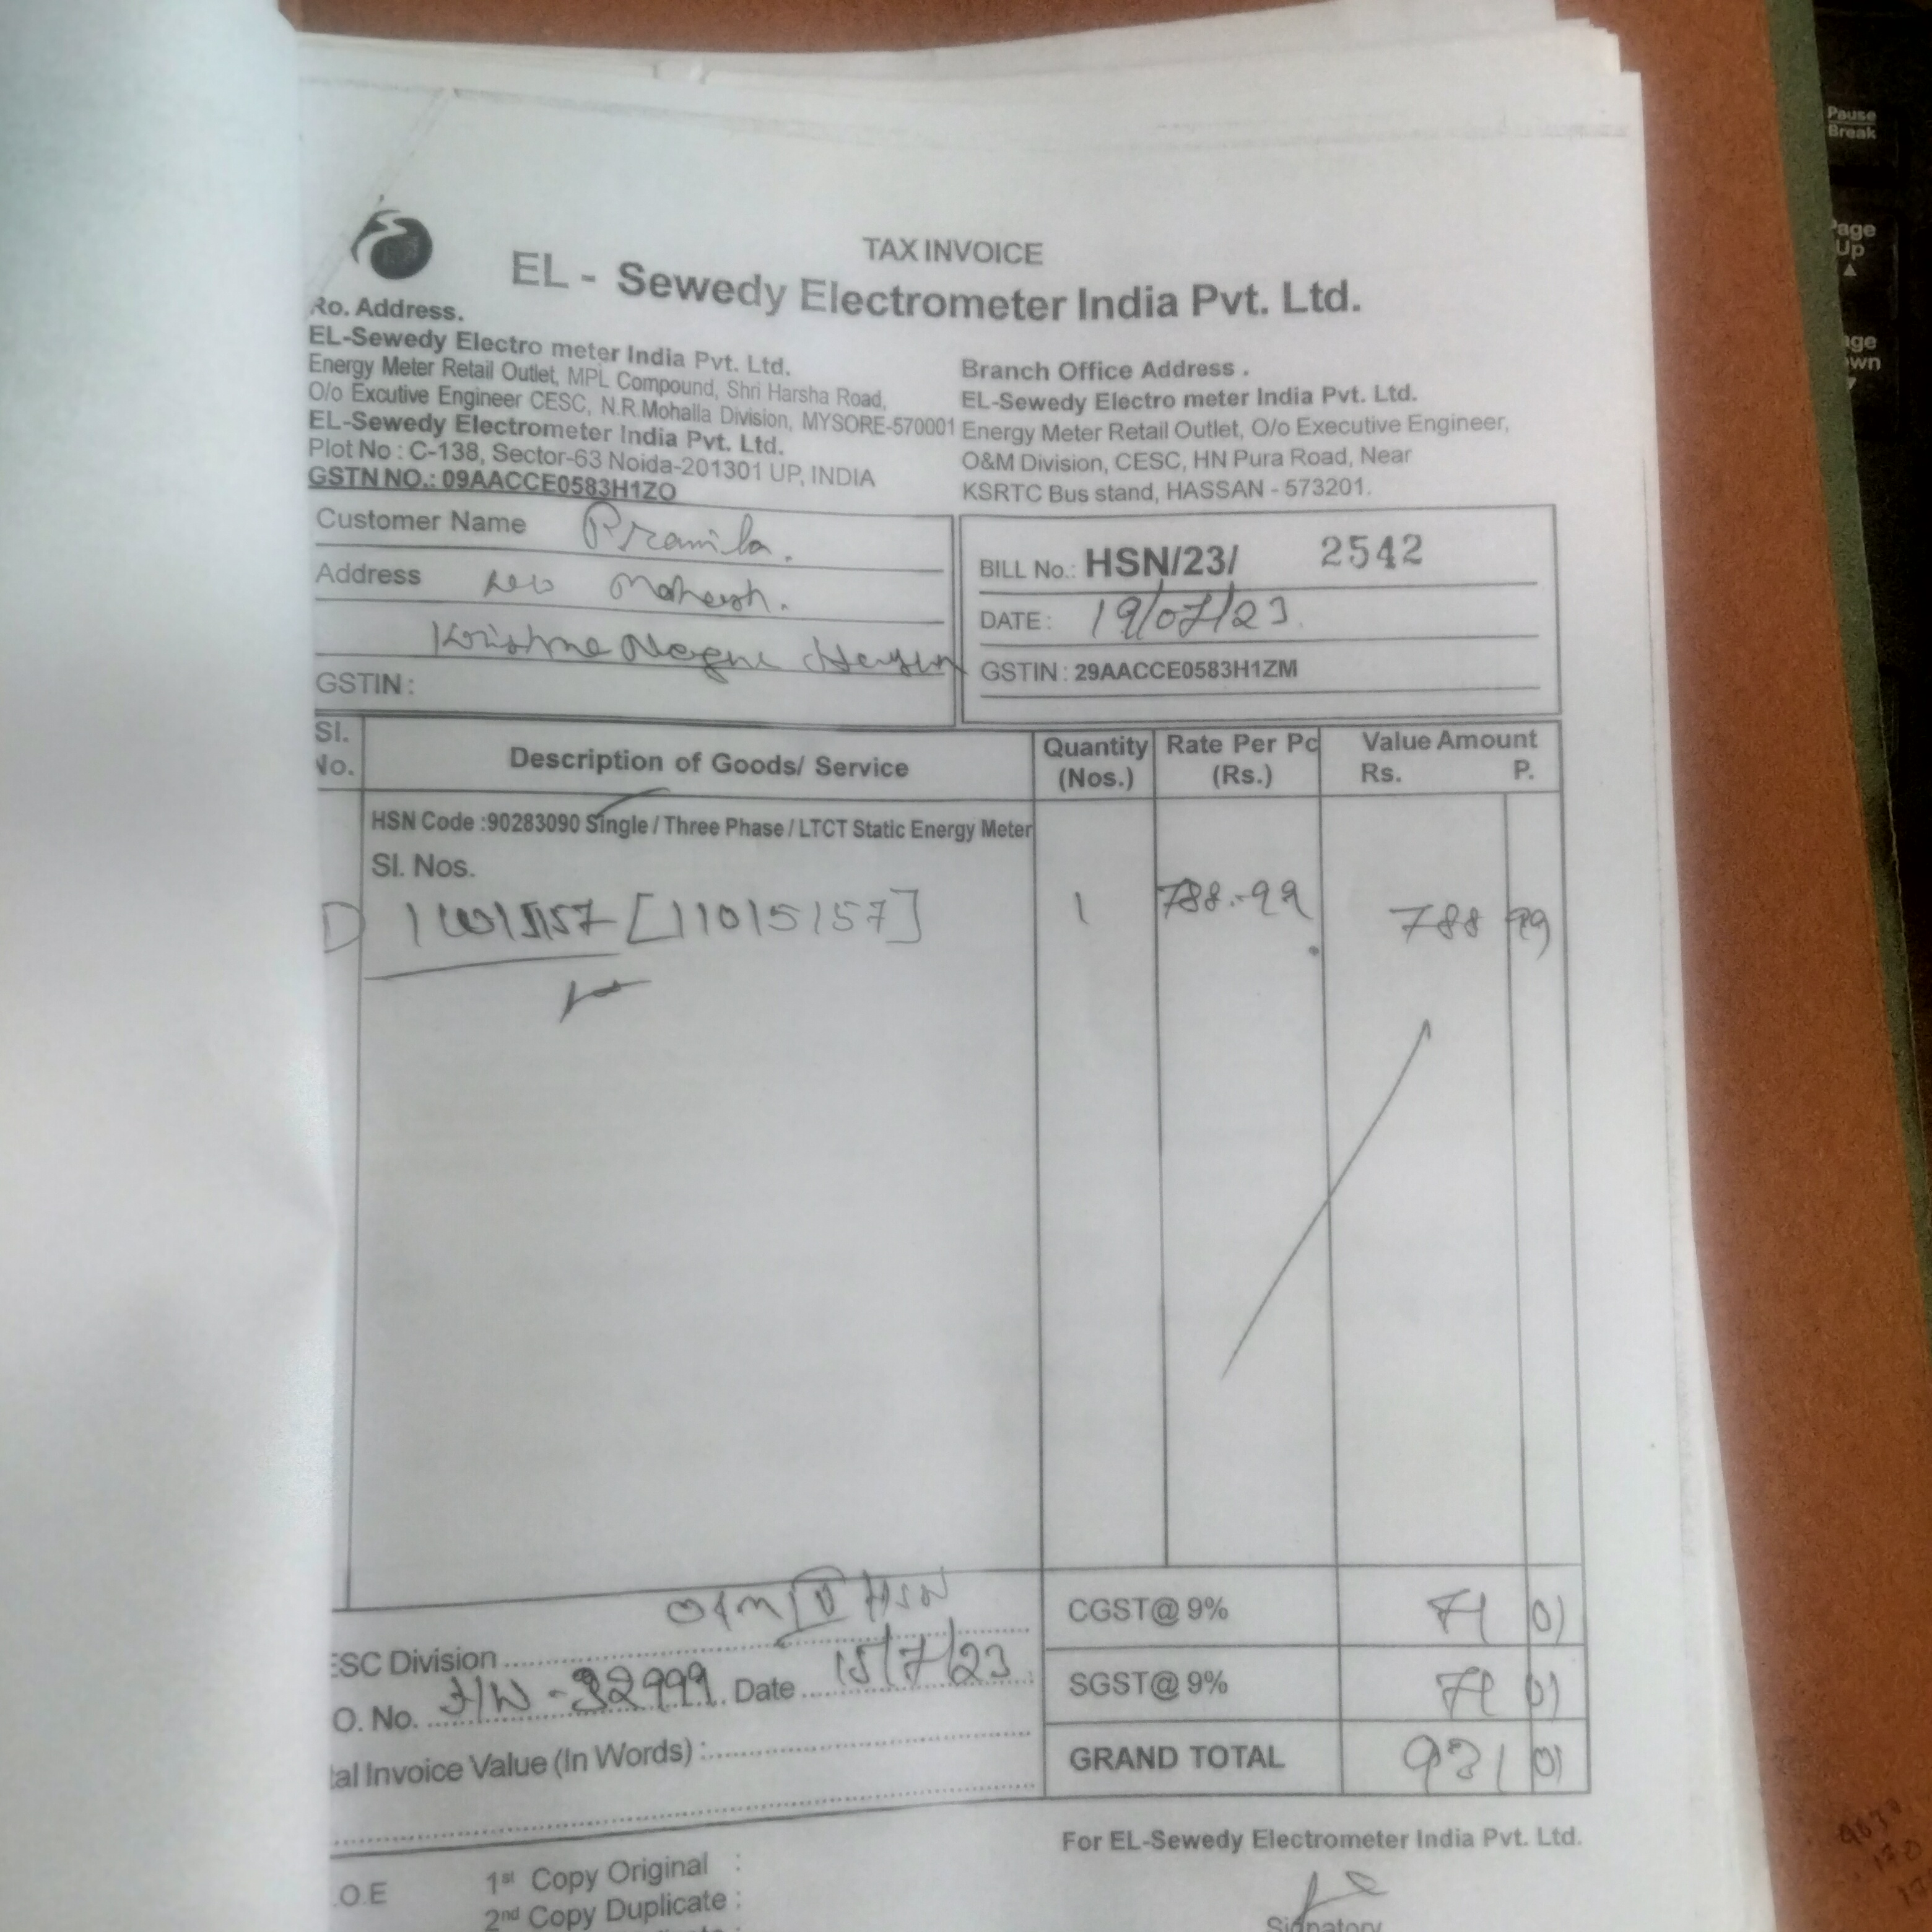 TAX INVOICE
EL - Sewedy Electrometer India Pvt. Ltd.
Ro. Address.
EL-Sewedy Electro meter India Pvt. Ltd.
Energy Meter Retail Outlet, MPL Compound, Shri Harsha Road,
O/o Excutive Engineer CESC, N.R.Mohalla Division, MYSORE-570001
EL-Sewedy Electrometer India Pvt. Ltd.
Plot No : C-138, Sector-63 Noida-201301 UP, INDIA
GSTN NO.: 09AACCE0583H1ZO
Branch Office Address .
EL-Sewedy Electro meter India Pvt. Ltd.
Energy Meter Retail Outlet, O/o Executive Engineer,
O&M Division, CESC, HN Pura Road, Near
KSRTC Bus stand, HASSAN - 573201.
Customer Name Pramila.
Address Mahesh.
Krishna
GSTIN :
BILL No.: HSN/23/ 2542
DATE : 19/07/23.
GSTIN : 29AACCE0583H1ZM
Sl. No. Description of Goods/ Service Quantity (Nos.) Rate Per Pc (Rs.) Value Amount Rs. P.
HSN Code :90283090 Single / Three Phase / LTCT Static Energy Meter
Sl. Nos.
[11015157] 1 788.99 788 99
O&M HSN
ESC Division
O. No. 32999 Date 15/7/23
tal Invoice Value (In Words) :
CGST@ 9% 71 01
SGST@ 9% 71 01
GRAND TOTAL 931 01
For EL-Sewedy Electrometer India Pvt. Ltd.
.O.E 1st Copy Original :
2nd Copy Duplicate :
Signatory
Pause
Break
Page
Up